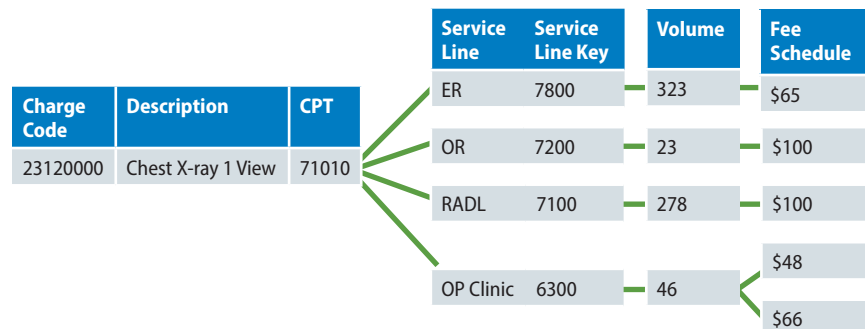 Service Line Service Line Key Volume Fee Schedule
Charge Code Description CPT
ER 7800 323 $65
OR 7200 23 $100
23120000 Chest X-ray 1 View 71010
RADL 7100 278 $100
$48
OP Clinic 6300 46
$66